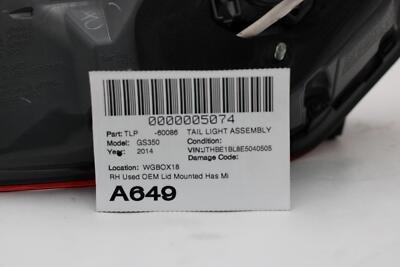 0000005074
Part: TLP -60086 TAIL LIGHT ASSEMBLY
Model: GS350 Condition:
Year: 2014 VIN:JTHBE1BL8E5040505
Damage Code:
Location: WGBOX18
RH Used OEM Lid Mounted Has Mi
A649